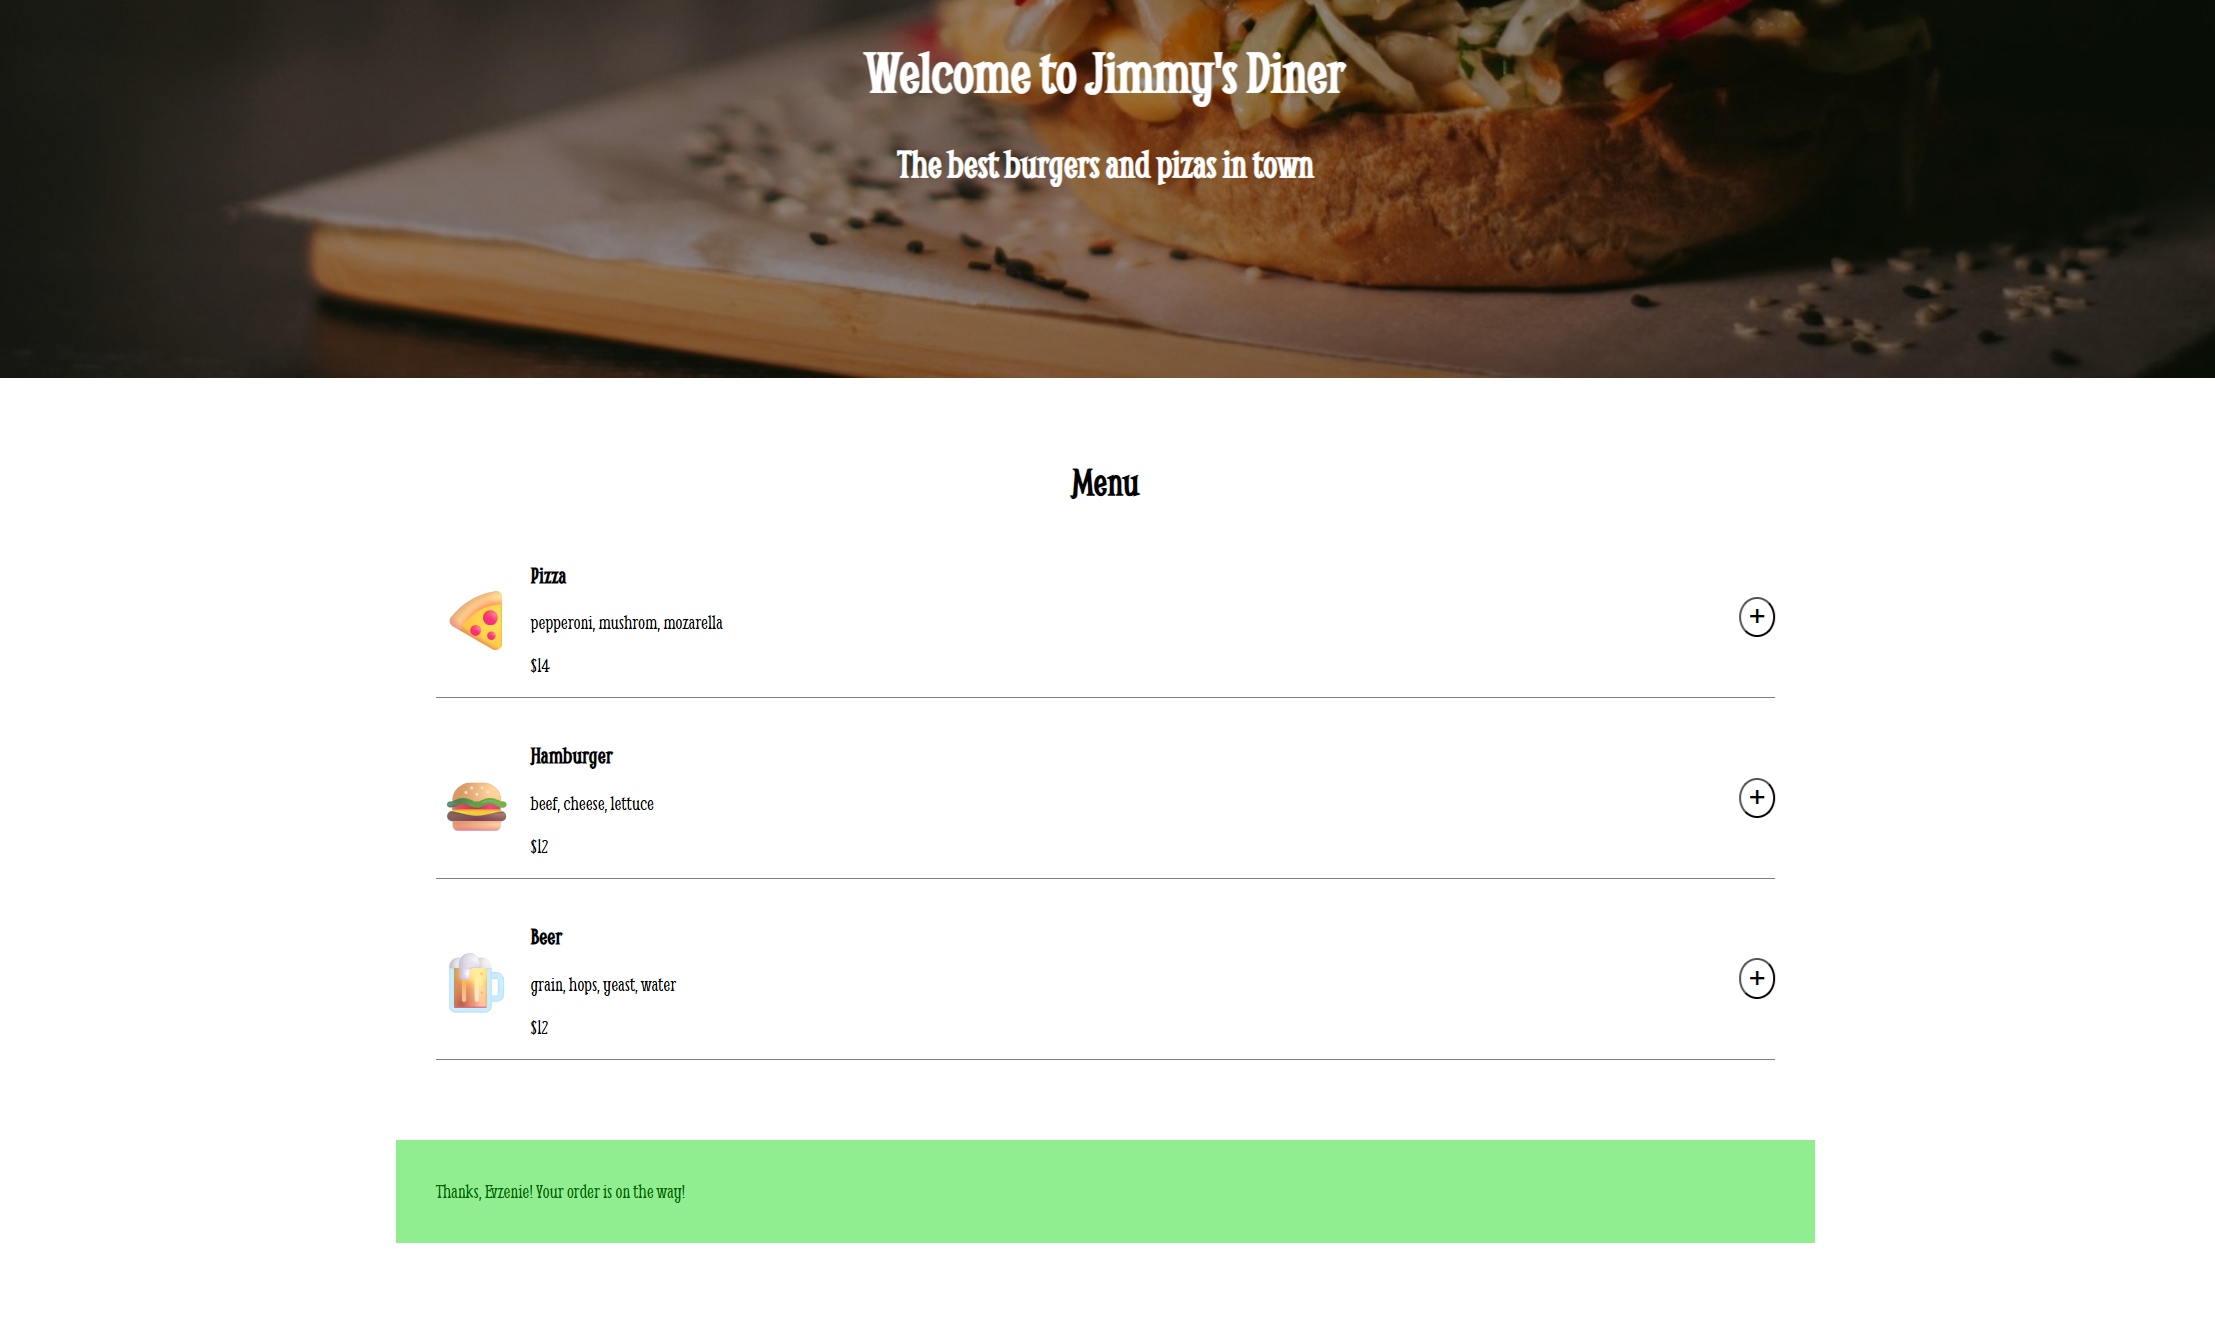 Welcome to Jimmy's Diner
The best burgers and pizas in town
Menu
Pizza
pepperoni, mushrom, mozarella
$14
+
Hamburger
beef, cheese, lettuce
$12
+
Beer
grain, hops, yeast, water
$12
+
Thanks, Evzenie! Your order is on the way!